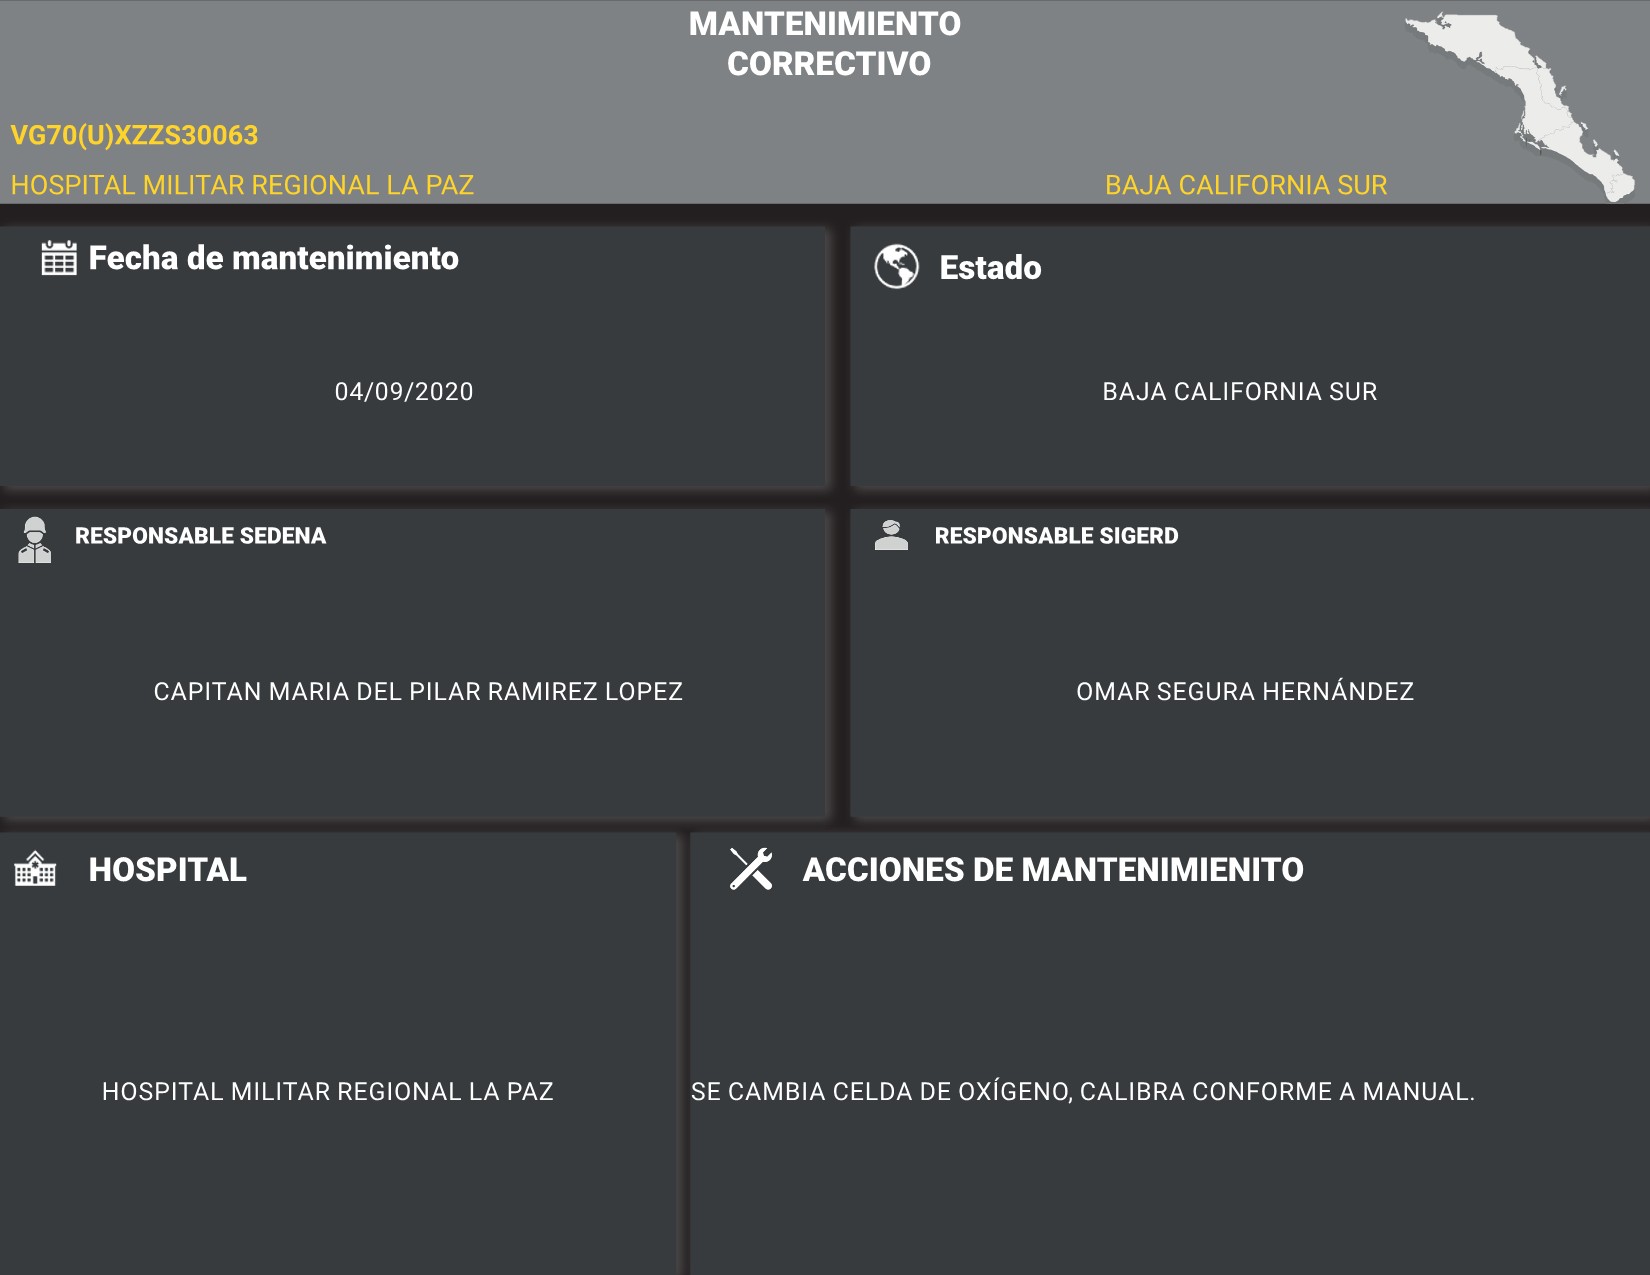 MANTENIMIENTO
CORRECTIVO
VG70(U)XZZS30063
HOSPITAL MILITAR REGIONAL LA PAZ
BAJA CALIFORNIA SUR
Fecha de mantenimiento
04/09/2020
Estado
BAJA CALIFORNIA SUR
RESPONSABLE SEDENA
CAPITAN MARIA DEL PILAR RAMIREZ LOPEZ
RESPONSABLE SIGERD
OMAR SEGURA HERNÁNDEZ
HOSPITAL
HOSPITAL MILITAR REGIONAL LA PAZ
ACCIONES DE MANTENIMIENITO
SE CAMBIA CELDA DE OXÍGENO, CALIBRA CONFORME A MANUAL.